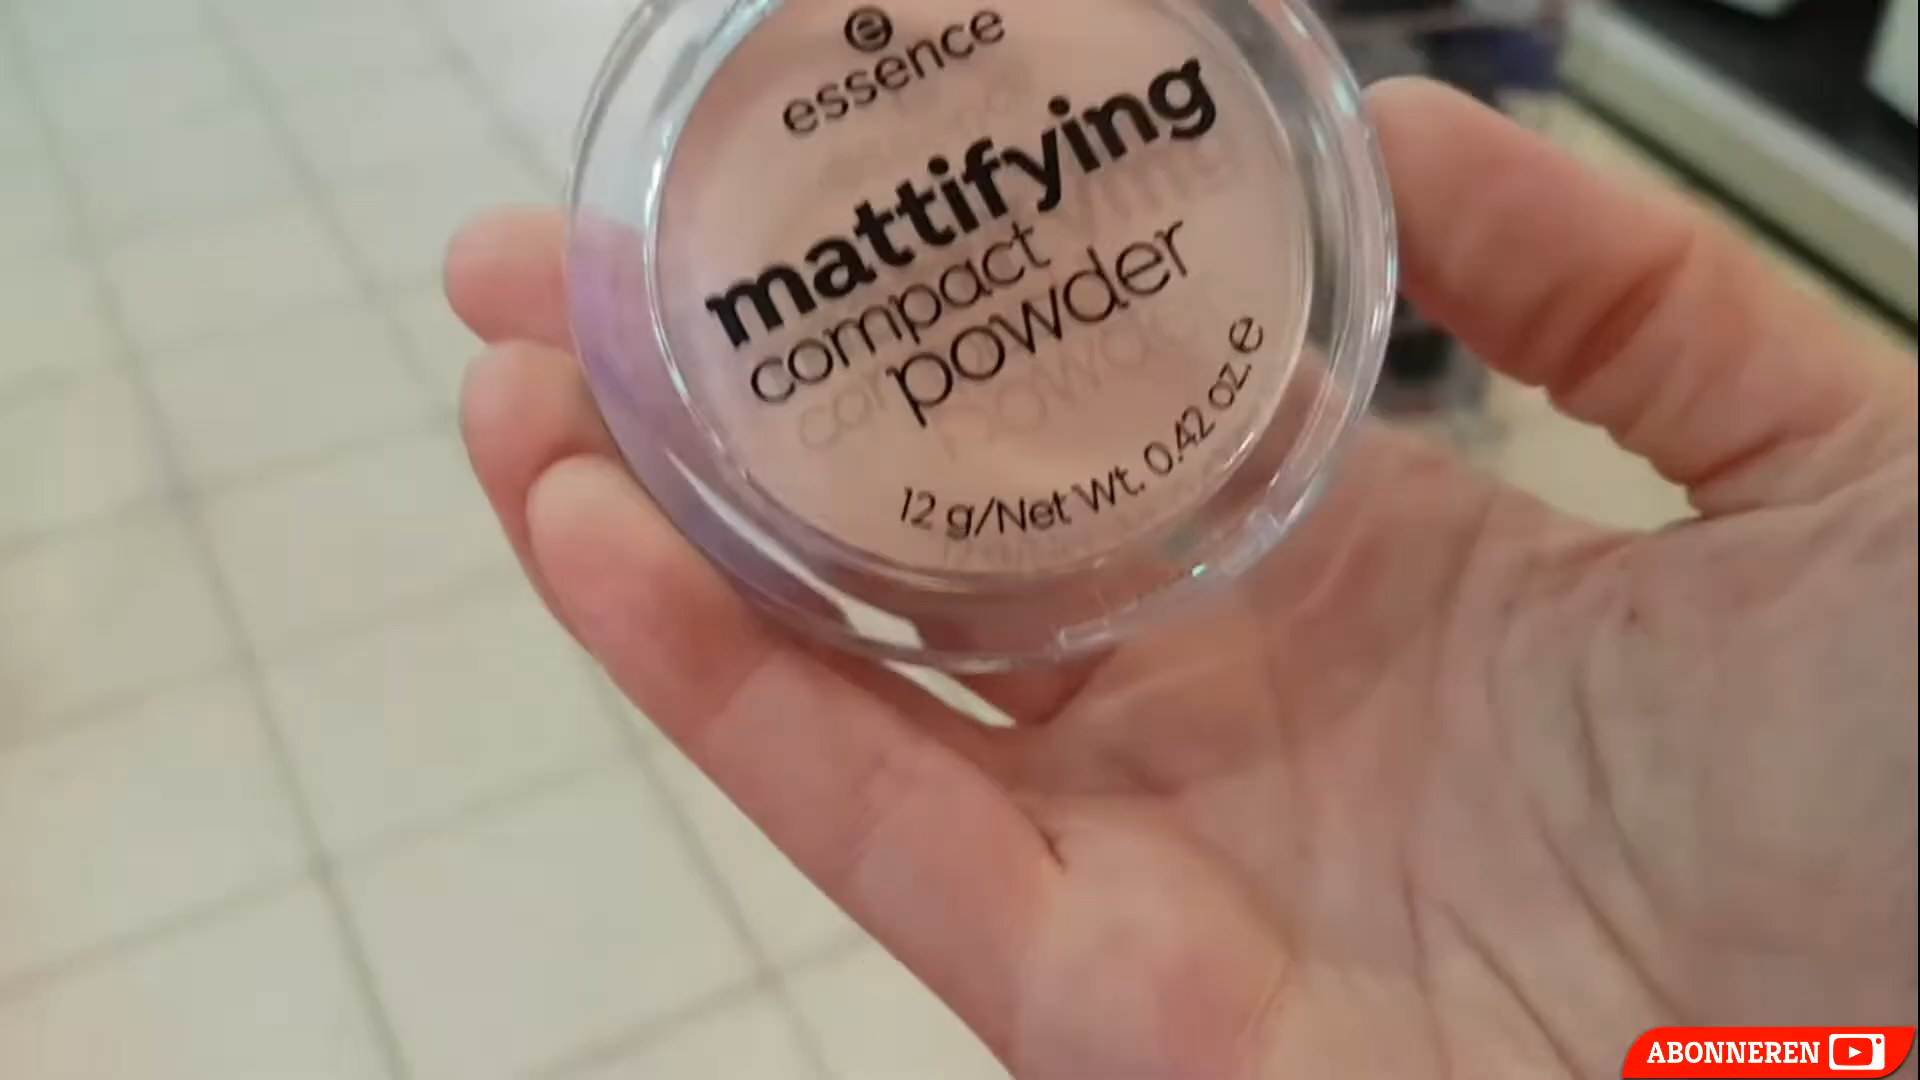 essence
mattifying
compact
powder
12 g/Net Wt. 0.42 oz. e
ABONNEREN